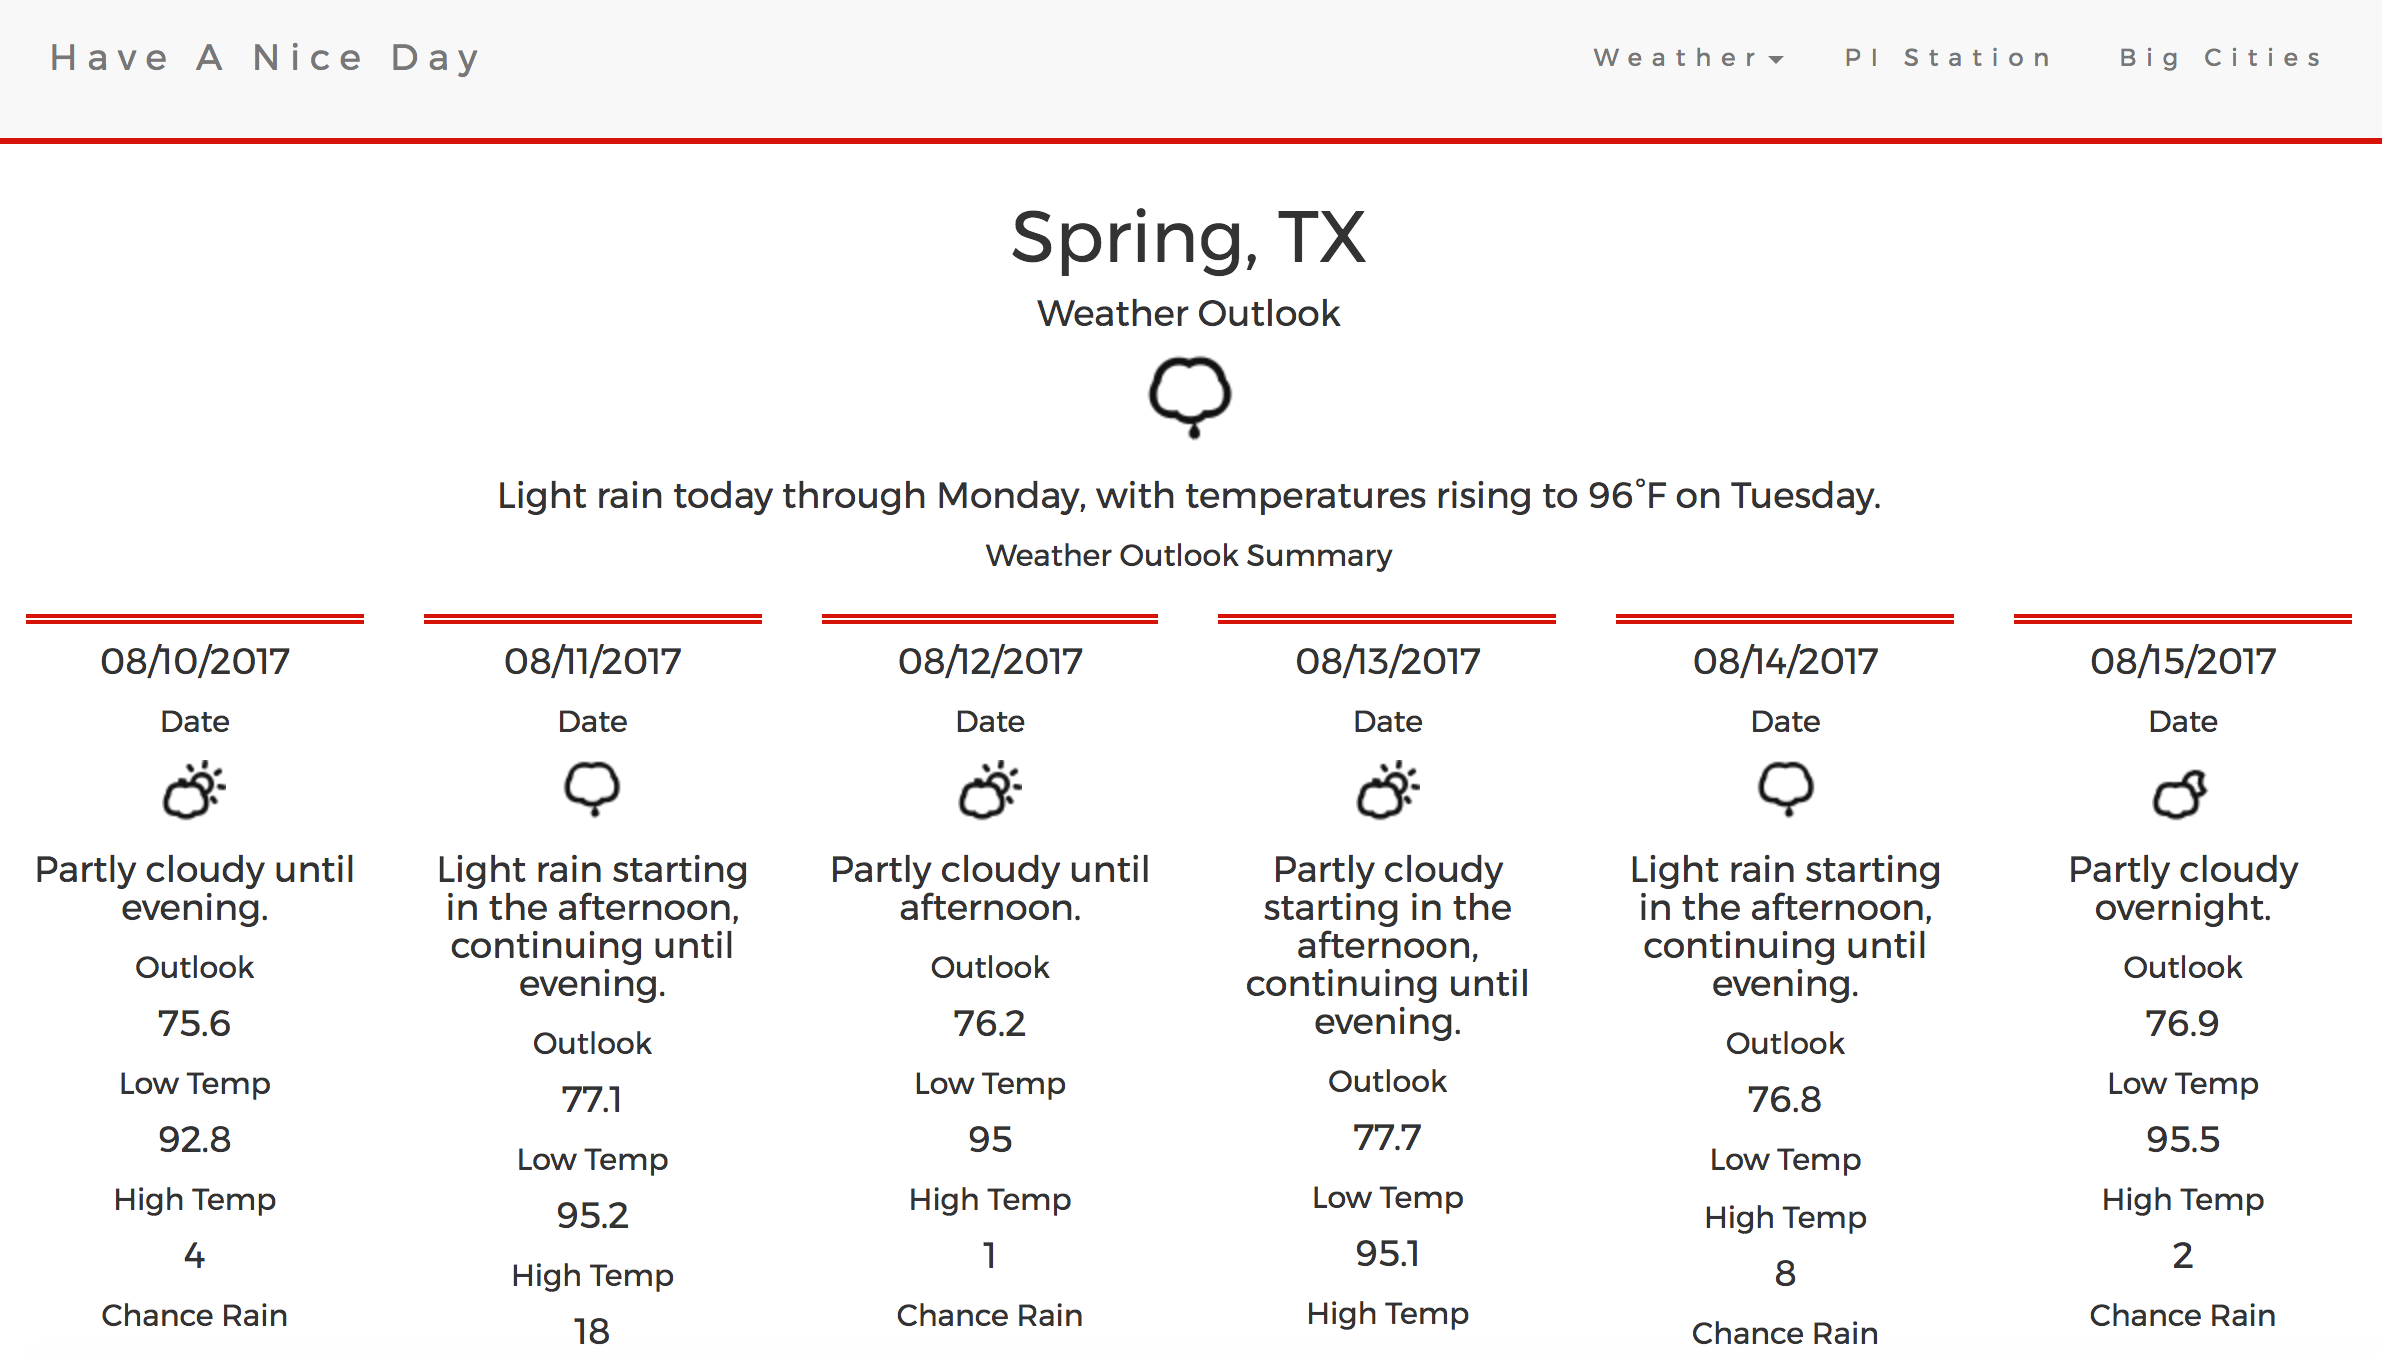 Have A Nice Day
Weather
PI Station
Big Cities
Spring, TX
Weather Outlook
Light rain today through Monday, with temperatures rising to 96°F on Tuesday.
Weather Outlook Summary
08/10/2017
Date
Partly cloudy until
evening.
Outlook
75.6
Low Temp
92.8
High Temp
4
Chance Rain
08/11/2017
Date
Light rain starting
in the afternoon,
continuing until
evening.
Outlook
77.1
Low Temp
95.2
High Temp
18
08/12/2017
Date
Partly cloudy until
afternoon.
Outlook
76.2
Low Temp
95
High Temp
1
Chance Rain
08/13/2017
Date
Partly cloudy
starting in the
afternoon,
continuing until
evening.
Outlook
77.7
Low Temp
95.1
High Temp
08/14/2017
Date
Light rain starting
in the afternoon,
continuing until
evening.
Outlook
76.8
Low Temp
High Temp
8
Chance Rain
08/15/2017
Date
Partly cloudy
overnight.
Outlook
76.9
Low Temp
95.5
High Temp
2
Chance Rain